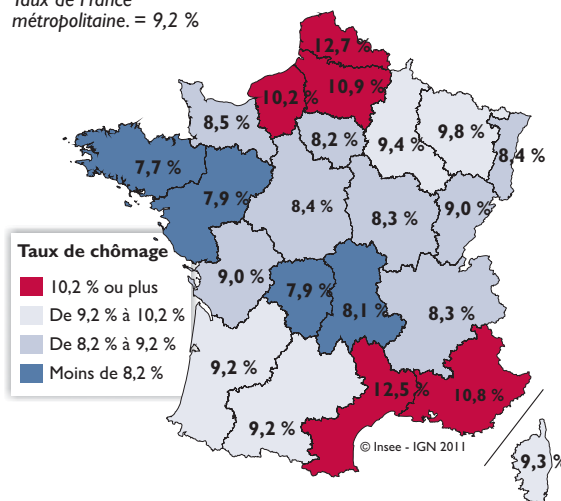 Taux de France
métropolitaine. = 9,2 %
12,7 %
10,2 %
10,9 %
8,5 %
8,2 %
9,4 %
9,8 %
8,4 %
7,7 %
7,9 %
8,4 %
8,3 %
9,0 %
Taux de chômage
10,2 % ou plus
De 9,2 % à 10,2 %
De 8,2 % à 9,2 %
Moins de 8,2 %
9,0 %
7,9 %
8,1 %
8,3 %
9,2 %
9,2 %
12,5 %
10,8 %
© Insee - IGN 2011
9,3 %